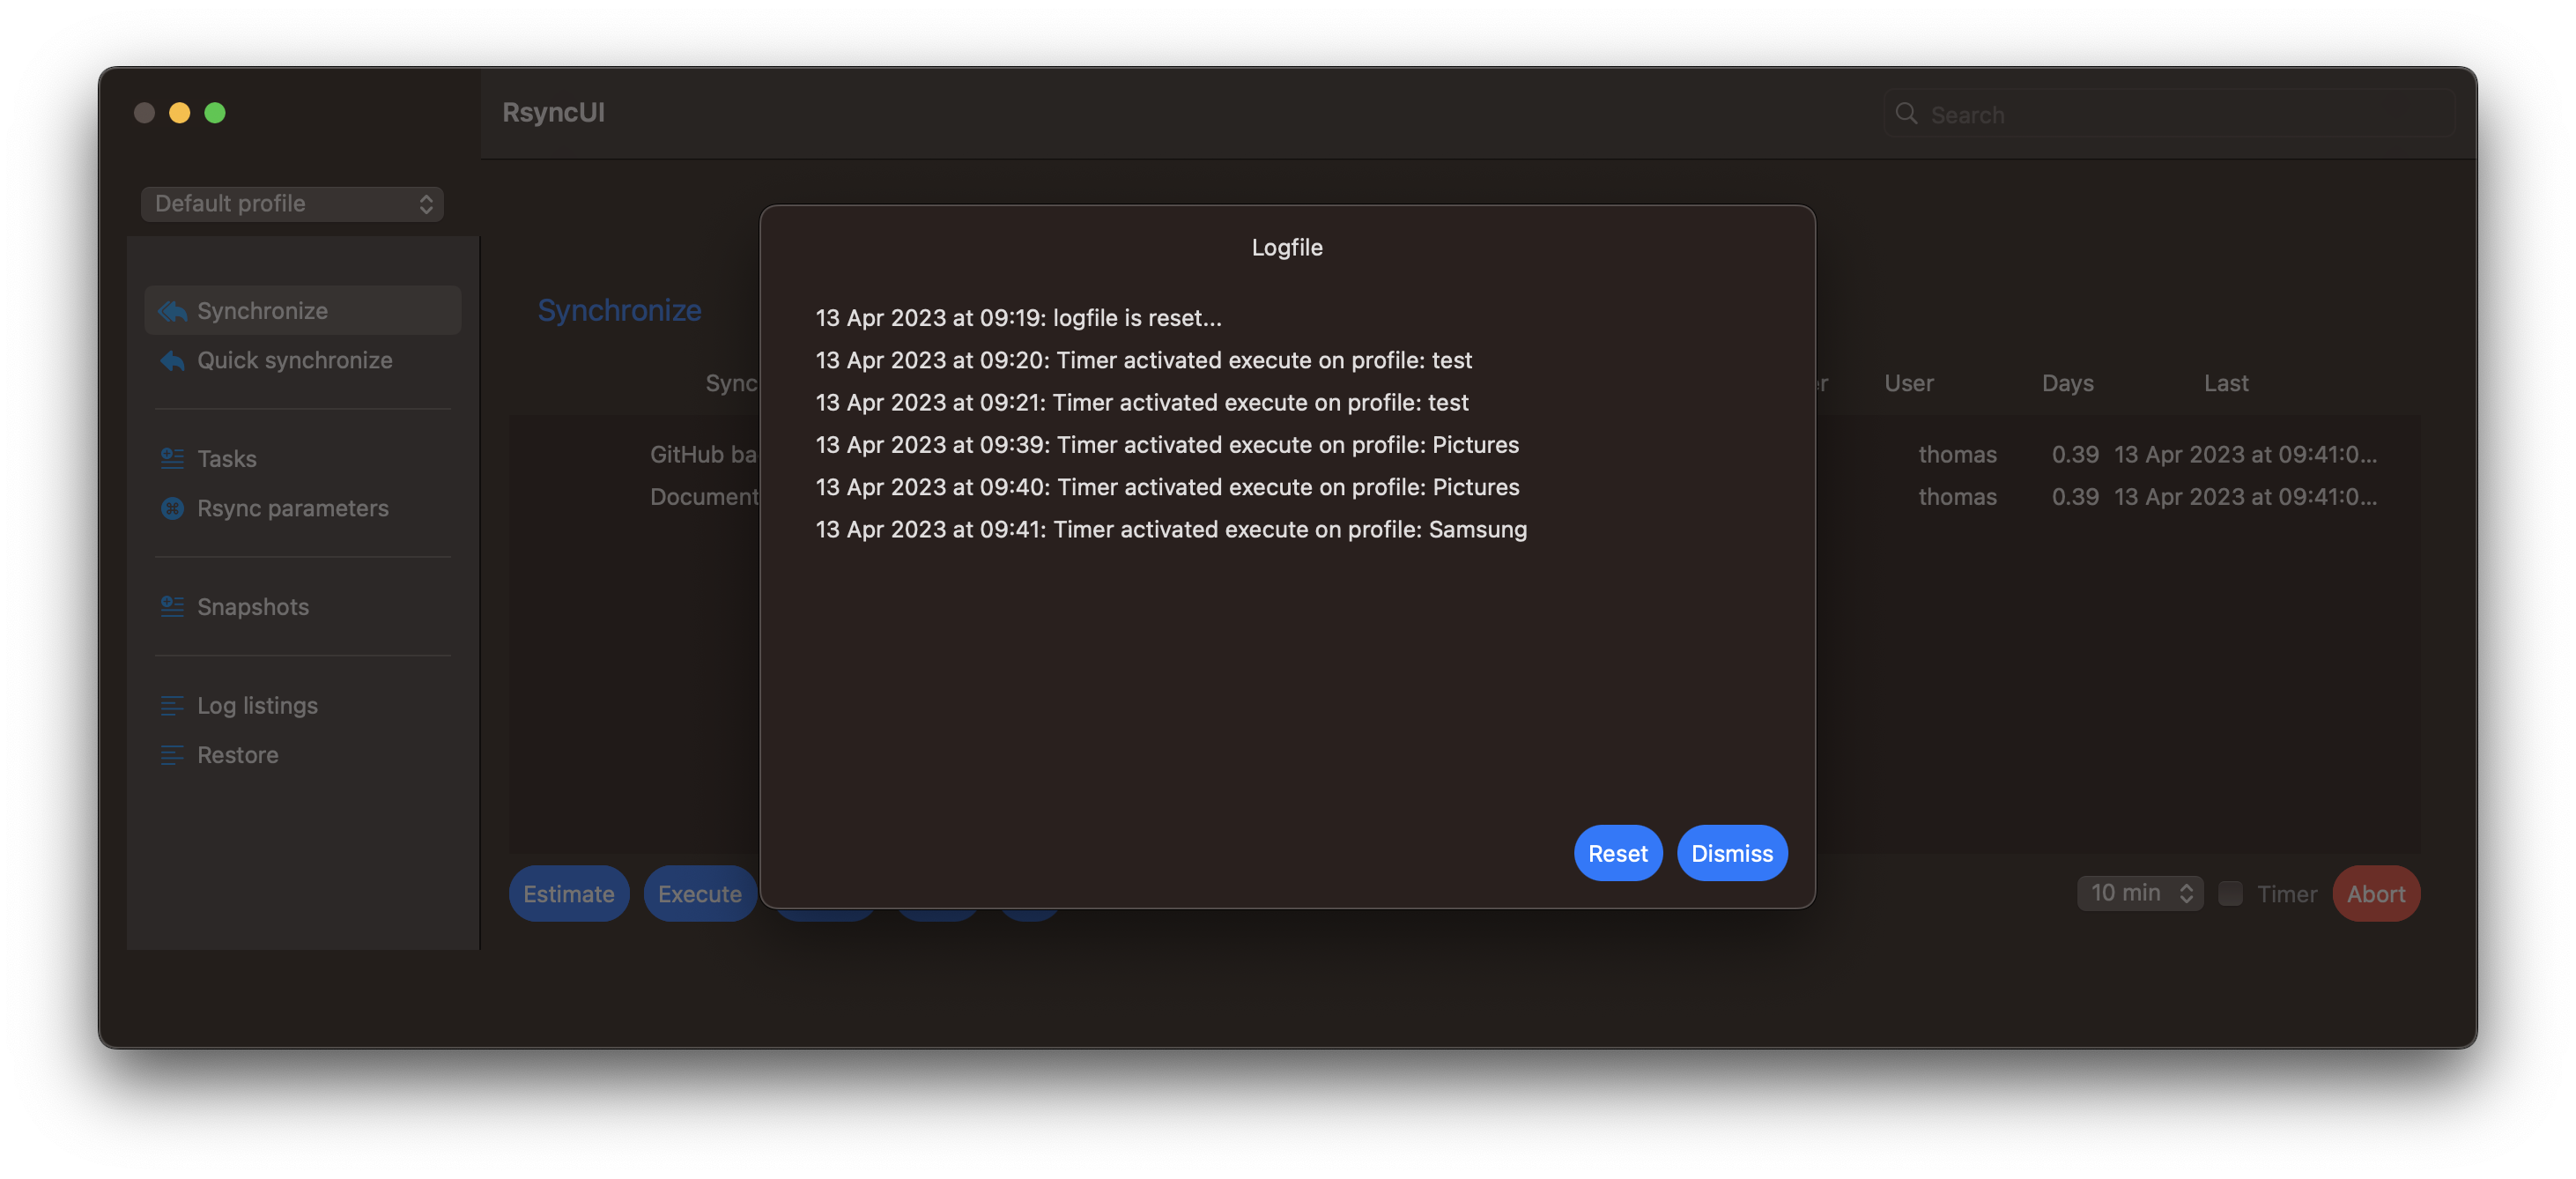 RsyncUI
Search
Default profile
Synchronize
Quick synchronize
Tasks
Rsync parameters
Snapshots
Log listings
Restore
Synchronize
Sync
User Days Last
GitHub
thomas 0.39 13 Apr 2023 at 09:41:0...
thomas 0.39 13 Apr 2023 at 09:41:0...
Logfile
13 Apr 2023 at 09:19: logfile is reset...
13 Apr 2023 at 09:20: Timer activated execute on profile: test
13 Apr 2023 at 09:21: Timer activated execute on profile: test
13 Apr 2023 at 09:39: Timer activated execute on profile: Pictures
13 Apr 2023 at 09:40: Timer activated execute on profile: Pictures
13 Apr 2023 at 09:41: Timer activated execute on profile: Samsung
Reset Dismiss
Estimate Execute
10 min Timer Abort